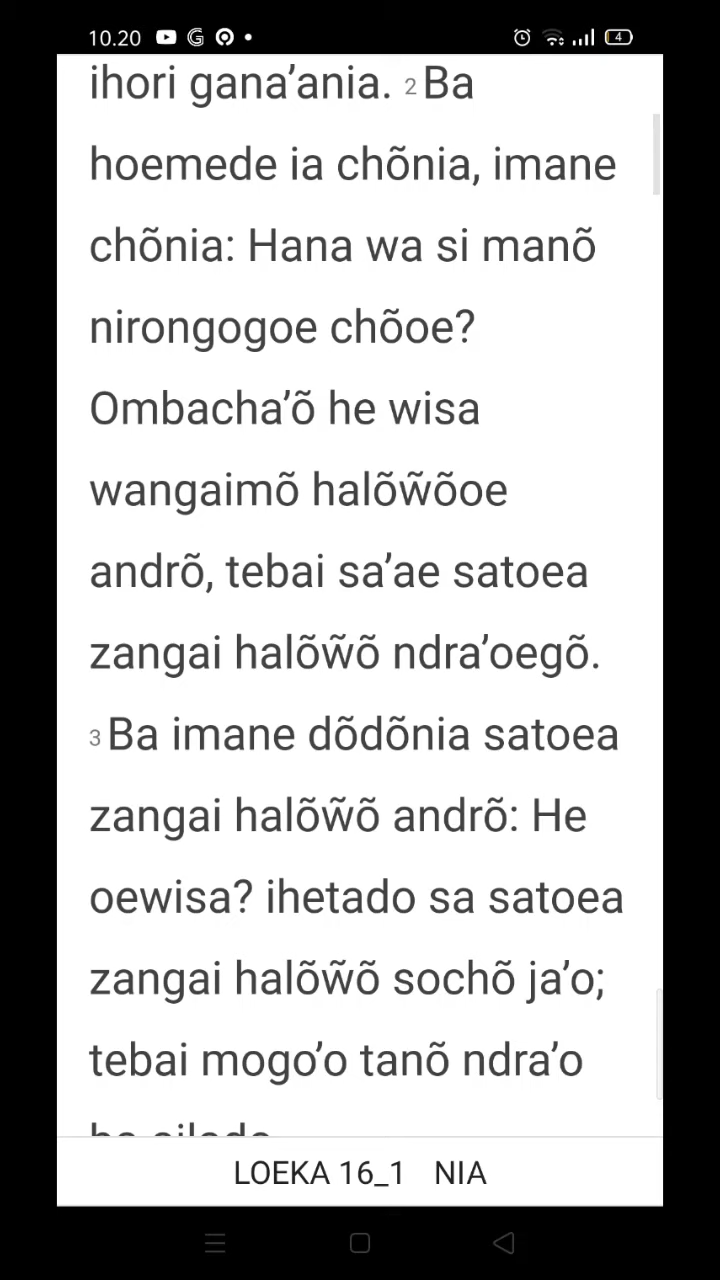 10.20
4
ihori gana’ania. 2 Ba
hoemede ia chõnia, imane
chõnia: Hana wa si manõ
nirongogoe chõoe?
Ombacha’õ he wisa
wangaimõ halõw̃õoe
andrõ, tebai sa’ae satoea
zangai halõw̃õ ndra’oegõ.
3 Ba imane dõdõnia satoea
zangai halõw̃õ andrõ: He
oewisa? ihetado sa satoea
zangai halõw̃õ sochõ ja’o;
tebai mogo’o tanõ ndra’o
LOEKA 16_1 NIA